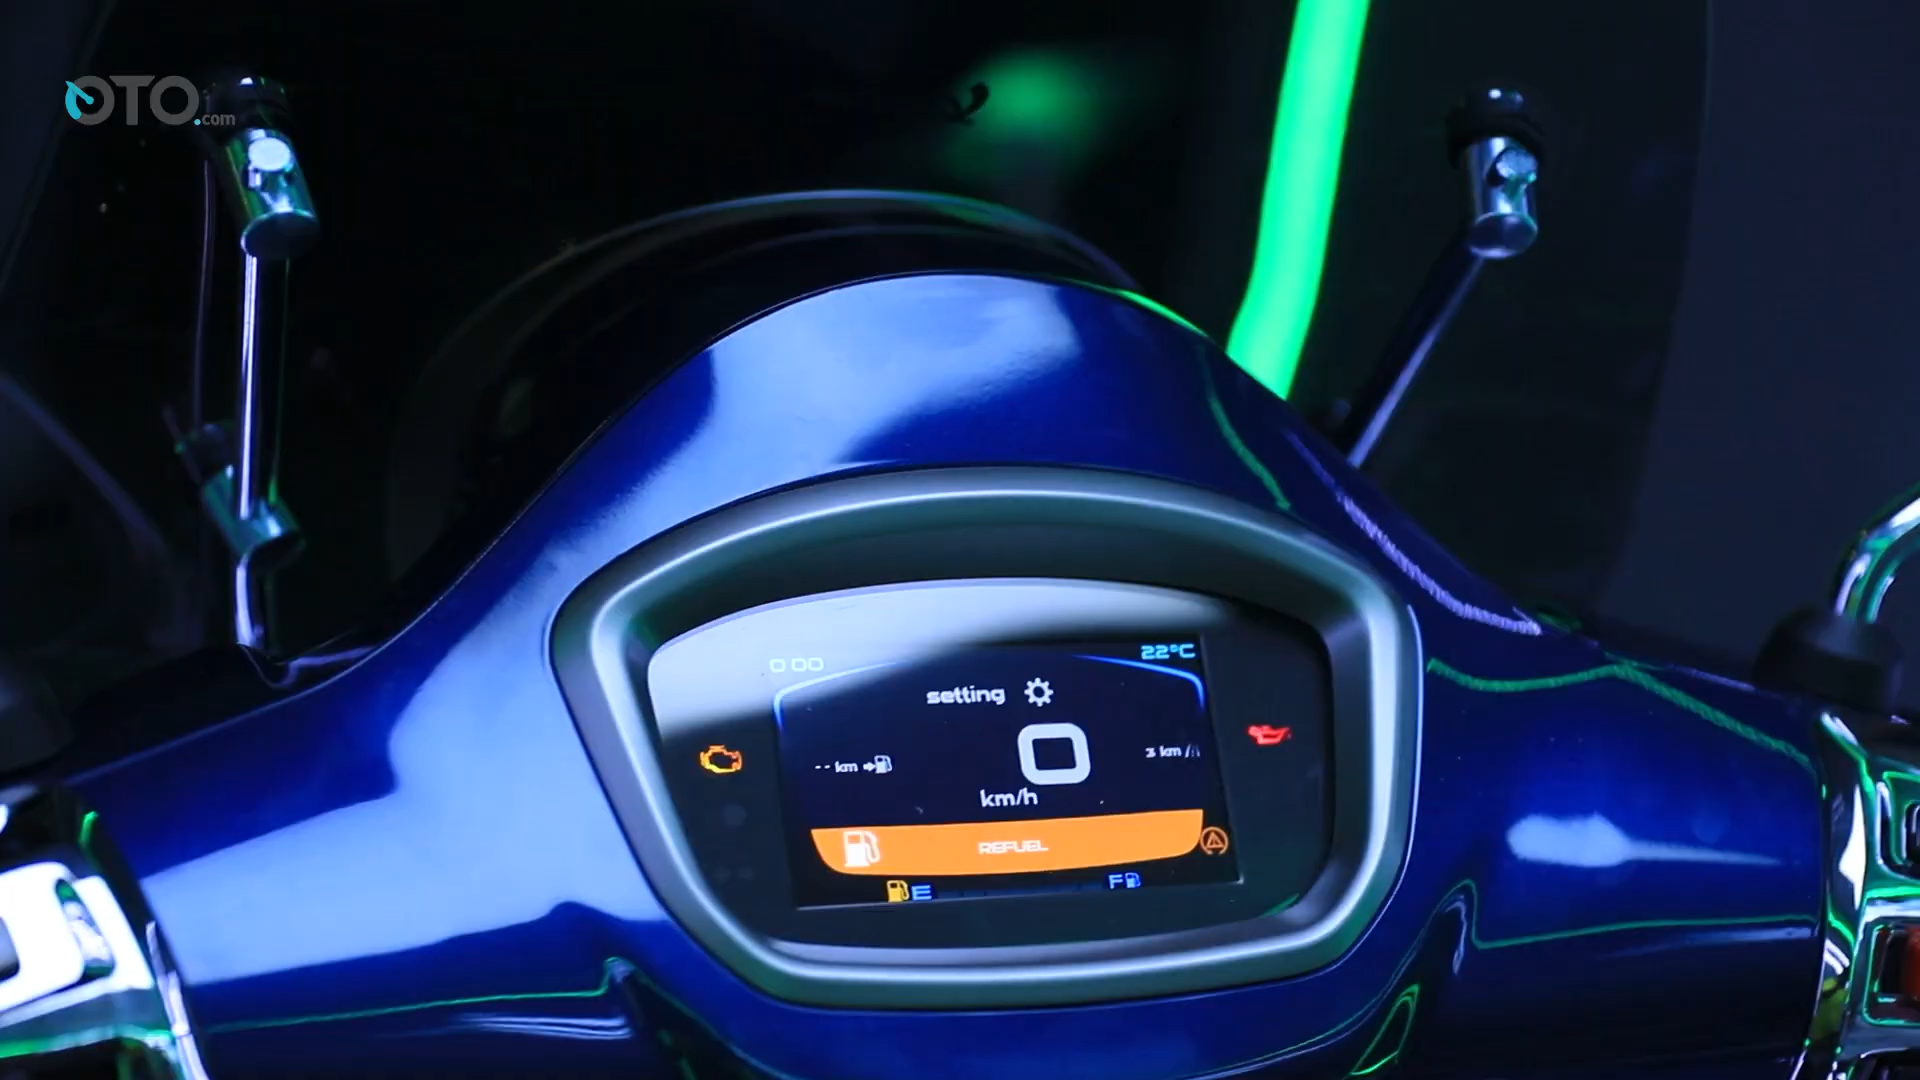 OTO.com
0 00
22°C
setting
-- km
0
3 km
km/h
REFUEL
E
F